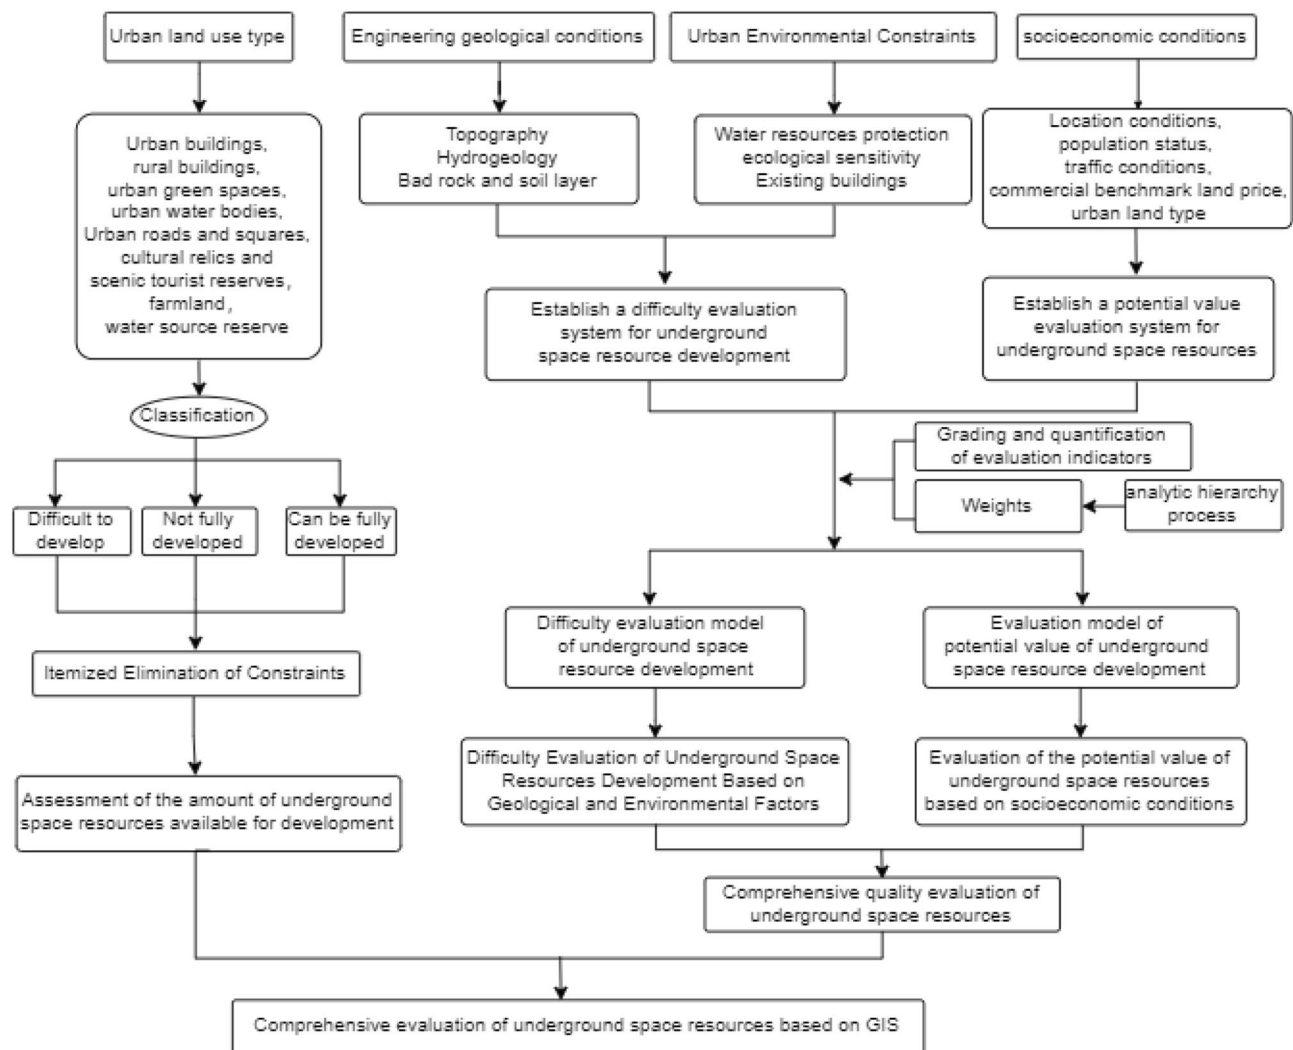 Urban land use type
Engineering geological conditions
Urban Environmental Constraints
socioeconomic conditions
Urban buildings,
rural buildings,
urban green spaces,
urban water bodies,
Urban roads and squares,
cultural relics and
scenic tourist reserves,
farmland,
water source reserve
Topography
Hydrogeology
Bad rock and soil layer
Water resources protection
ecological sensitivity
Existing buildings
Location conditions,
population status,
traffic conditions,
commercial benchmark land price,
urban land type
Establish a difficulty evaluation
system for underground
space resource development
Establish a potential value
evaluation system for
underground space resources
Classification
Grading and quantification
of evaluation indicators
Weights
analytic hierarchy
process
Difficult to
develop
Not fully
developed
Can be fully
developed
Difficulty evaluation model
of underground space
resource development
Evaluation model of
potential value of underground
space resource development
Itemized Elimination of Constraints
Difficulty Evaluation of Underground Space
Resources Development Based on
Geological and Environmental Factors
Evaluation of the potential value of
underground space resources
based on socioeconomic conditions
Assessment of the amount of underground
space resources available for development
Comprehensive quality evaluation of
underground space resources
Comprehensive evaluation of underground space resources based on GIS